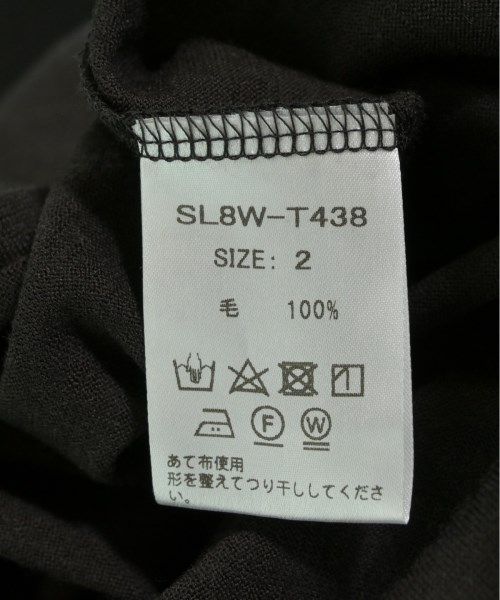 SL8W-T438
SIZE: 2
毛 100%
F W
あて布使用
形を整えてつり干ししてくださ
い。